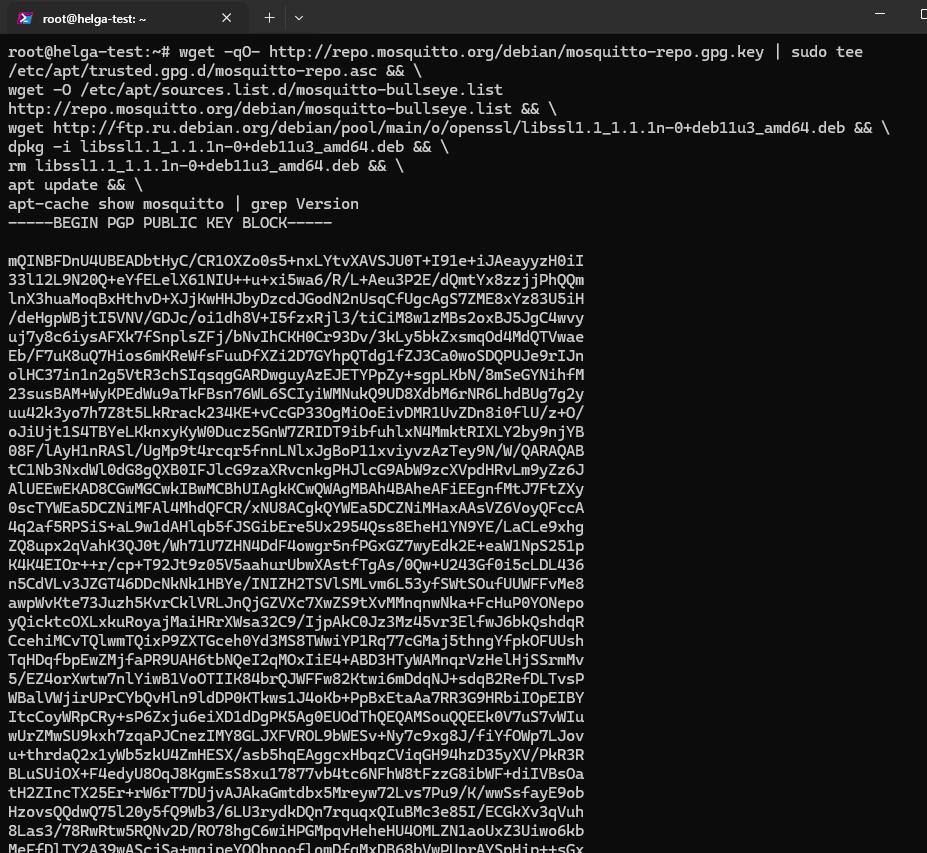 root@helga-test: ~
root@helga-test:~# wget -qO- http://repo.mosquitto.org/debian/mosquitto-repo.gpg.key | sudo tee
/etc/apt/trusted.gpg.d/mosquitto-repo.asc && \
wget -O /etc/apt/sources.list.d/mosquitto-bullseye.list
http://repo.mosquitto.org/debian/mosquitto-bullseye.list && \
wget http://ftp.ru.debian.org/debian/pool/main/o/openssl/libssl1.1_1.1.1n-0+deb11u3_amd64.deb && \
dpkg -i libssl1.1_1.1.1n-0+deb11u3_amd64.deb && \
rm libssl1.1_1.1.1n-0+deb11u3_amd64.deb && \
apt update && \
apt-cache show mosquitto | grep Version
-----BEGIN PGP PUBLIC KEY BLOCK-----
mQINBFDnU4UBEADbtHyC/CR1OXZo0s5+nxLYtvXAVSJU0T+I91e+iJAeayyzH0iI
33l12L9N20Q+eYfELelX61NIU++u+xi5wa6/R/L+Aeu3P2E/dQmtYx8zzjjPhQQm
lnX3huaMoqBxHthvD+XJjKwHHJbyDzcdJGodN2nUsqCfUgcAgS7ZME8xYz83U5iH
/deHgpWBjtI5VNV/GDJc/oi1dh8V+I5fzxRjl3/tiCiM8w1zMBs2oxBJ5JgC4wvy
uj7y8c6iysAFXk7fSnplsZFj/bNvIhCKH0Cr93Dv/3kLy5bkZxsmqOd4MdQTVwae
Eb/F7uK8uQ7Hios6mKReWfsFuuDfXZi2D7GYhpQTdg1fZJ3Ca0woSDQPUJe9rIJn
olHC37in1n2g5VtR3chSIqsqgGARDwguyAzEJETYPpZy+sgpLKbN/8mSeGYNihfM
23susBAM+WyKPEdWu9aTkFBsn76WL6SCIyiWMNukQ9UD8XdbM6rNR6LhdBUg7g2y
uu42k3yo7h7Z8t5LkRrack234KE+vCcGP33OgMiOoEivDMR1UvZDn8i0flU/z+O/
oJiUjt1S4TBYeLKknxyKyW0Ducz5GnW7ZRIDT9ibfuhlxN4MmktRIXLY2by9njYB
08F/lAyH1nRASl/UgMp9t4rcqr5fnnLNlxJgBoP11xviyvzAzTey9N/W/QARAQAB
tC1Nb3NxdWl0dG8gQXB0IFJlcG9zaXRvcnkgPHJlcG9AbW9zcXVpdHRvLm9yZz6J
AlUEEwEKAD8CGwMGCwkIBwMCBhUIAgkKCwQWAgMBAh4BAheAFiEEgnfMtJ7FtZXy
0scTYWEa5DCZNiMFAl4MhdQFCR/xNU8ACgkQYWEa5DCZNiMHaxAAsVZ6VoyQFccA
4q2af5RPSiS+aL9w1dAHlqb5fJSGibEre5Ux2954Qss8EheH1YN9YE/LaCLe9xhg
ZQ8upx2qVahK3QJ0t/Wh71U7ZHN4DdF4owgr5nfPGxGZ7wyEdk2E+eaW1NpS251p
K4K4EIOr++r/cp+T92Jt9z05V5aahurUbwXAstfTgAs/0Qw+U243Gf0i5cLDL436
n5CdVLv3JZGT46DDcNkNk1HBYe/INIZH2TSVlSMLvm6L53yfSWtSOufUUWFFvMe8
awpWvKte73Juzh5KvrCklVRLJnQjGZVXc7XwZS9tXvMMnqnwNka+FcHuP0YONepo
yQicktcOXLxkuRoyajMaiHRrXWsa32C9/IjpAkC0Jz3Mz45vr3ElfwJ6bkQshdqR
CcehiMCvTQlwmTQixP9ZXTGceh0Yd3MS8TWwiYP1Rq77cGMaj5thngYfpkOFUUsh
TqHDqfbpEwZMjfaPR9UAH6tbNQeI2qMOxIiE4+ABD3HTyWAMnqrVzHelHjSSrmMv
5/EZ4orXwtw7nlYiwB1VoOTIIK84brQJWFFw82Ktwi6mDdqNJ+sdqB2RefDLTvsP
WBalVWjirUPrCYbQvHln9ldDP0KTkws1J4oKb+PpBxEtaAa7RR3G9HRbiIOpEIBY
ItcCoyWRpCRy+sP6Zxju6eiXD1dDgPK5Ag0EUOdThQEQAMSouQQEEk0V7uS7vWIu
wUrZMwSU9kxh7zqaPJCnezIMY8GLJXFVROL9bWESv+Ny7c9xg8J/fiYfOWp7LJov
u+thrdaQ2x1yWb5zkU4ZmHESX/asb5hqEAggcxHbqzCViqGH94hzD35yXV/PkR3R
BLuSUiOX+F4edyU8OqJ8KgmEsS8xu17877vb4tc6NFhW8tFzzG8ibWF+diIVBsOa
tH2ZIncTX25Er+rW6rT7DUjvAJAkaGmtdbx5Mreyw72Lvs7Pu9/K/wwSsfayE9ob
HzovsQQdwQ75l20y5fQ9Wb3/6LU3rydkDQn7rquqxQIuBMc3e85I/ECGkXv3qVuh
8Las3/78RwRtw5RQNv2D/RO78hgC6wiHPGMpqvHeheHU4OMLZN1aoUxZ3Uiwo6kb